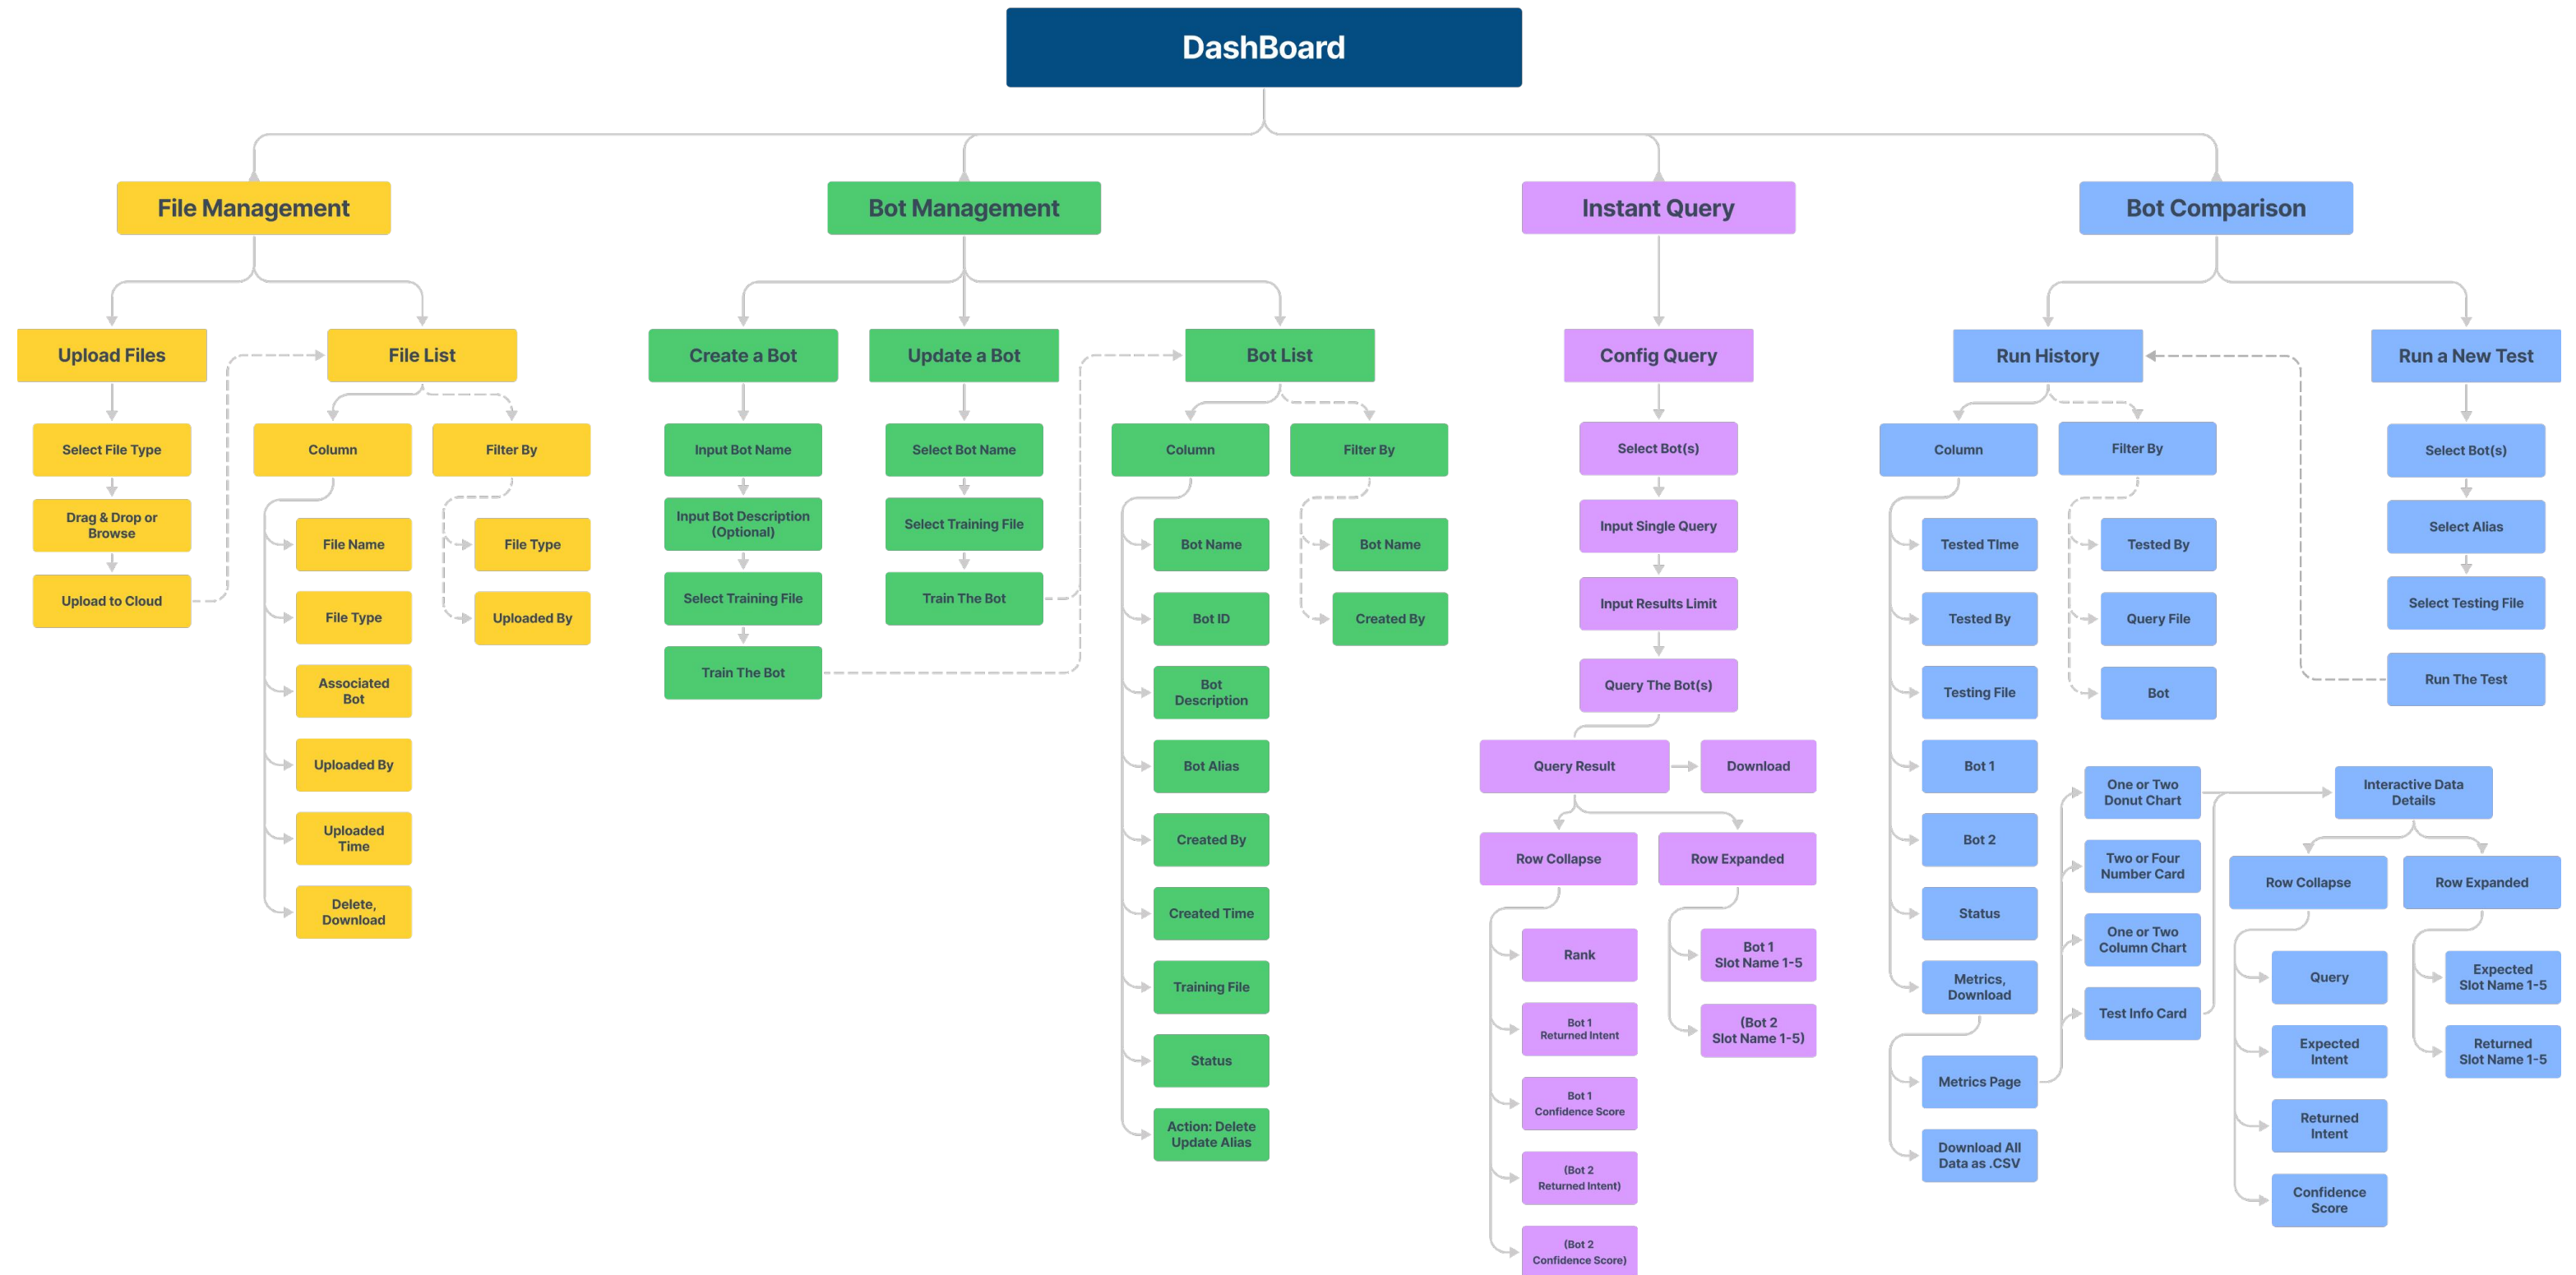 DashBoard
File Management
Bot Management
Instant Query
Bot Comparison
Upload Files
File List
Create a Bot
Update a Bot
Bot List
Config Query
Run History
Run a New Test
Select File Type
Drag & Drop or
Browse
Upload to Cloud
Column
File Name
File Type
Associated
Bot
Uploaded By
Uploaded
Time
Delete,
Download
Filter By
File Type
Uploaded By
Input Bot Name
Input Bot Description
(Optional)
Select Training File
Train The Bot
Select Bot Name
Select Training File
Train The Bot
Column
Bot Name
Bot ID
Bot
Description
Bot Alias
Created By
Created Time
Training File
Status
Action: Delete
Update Alias
Filter By
Bot Name
Created By
Select Bot(s)
Input Single Query
Input Results Limit
Query The Bot(s)
Query Result
Download
Row Collapse
Rank
Bot 1
Returned Intent
Bot 1
Confidence Score
(Bot 2
Returned Intent)
(Bot 2
Confidence Score)
Row Expanded
Bot 1
Slot Name 1-5
(Bot 2
Slot Name 1-5)
Column
Tested TIme
Tested By
Testing File
Bot 1
Bot 2
Status
Metrics,
Download
Metrics Page
Download All
Data as .CSV
Filter By
Tested By
Query File
Bot
One or Two
Donut Chart
Two or Four
Number Card
One or Two
Column Chart
Test Info Card
Select Bot(s)
Select Alias
Select Testing File
Run The Test
Interactive Data
Details
Row Collapse
Query
Expected
Intent
Returned
Intent
Confidence
Score
Row Expanded
Expected
Slot Name 1-5
Returned
Slot Name 1-5